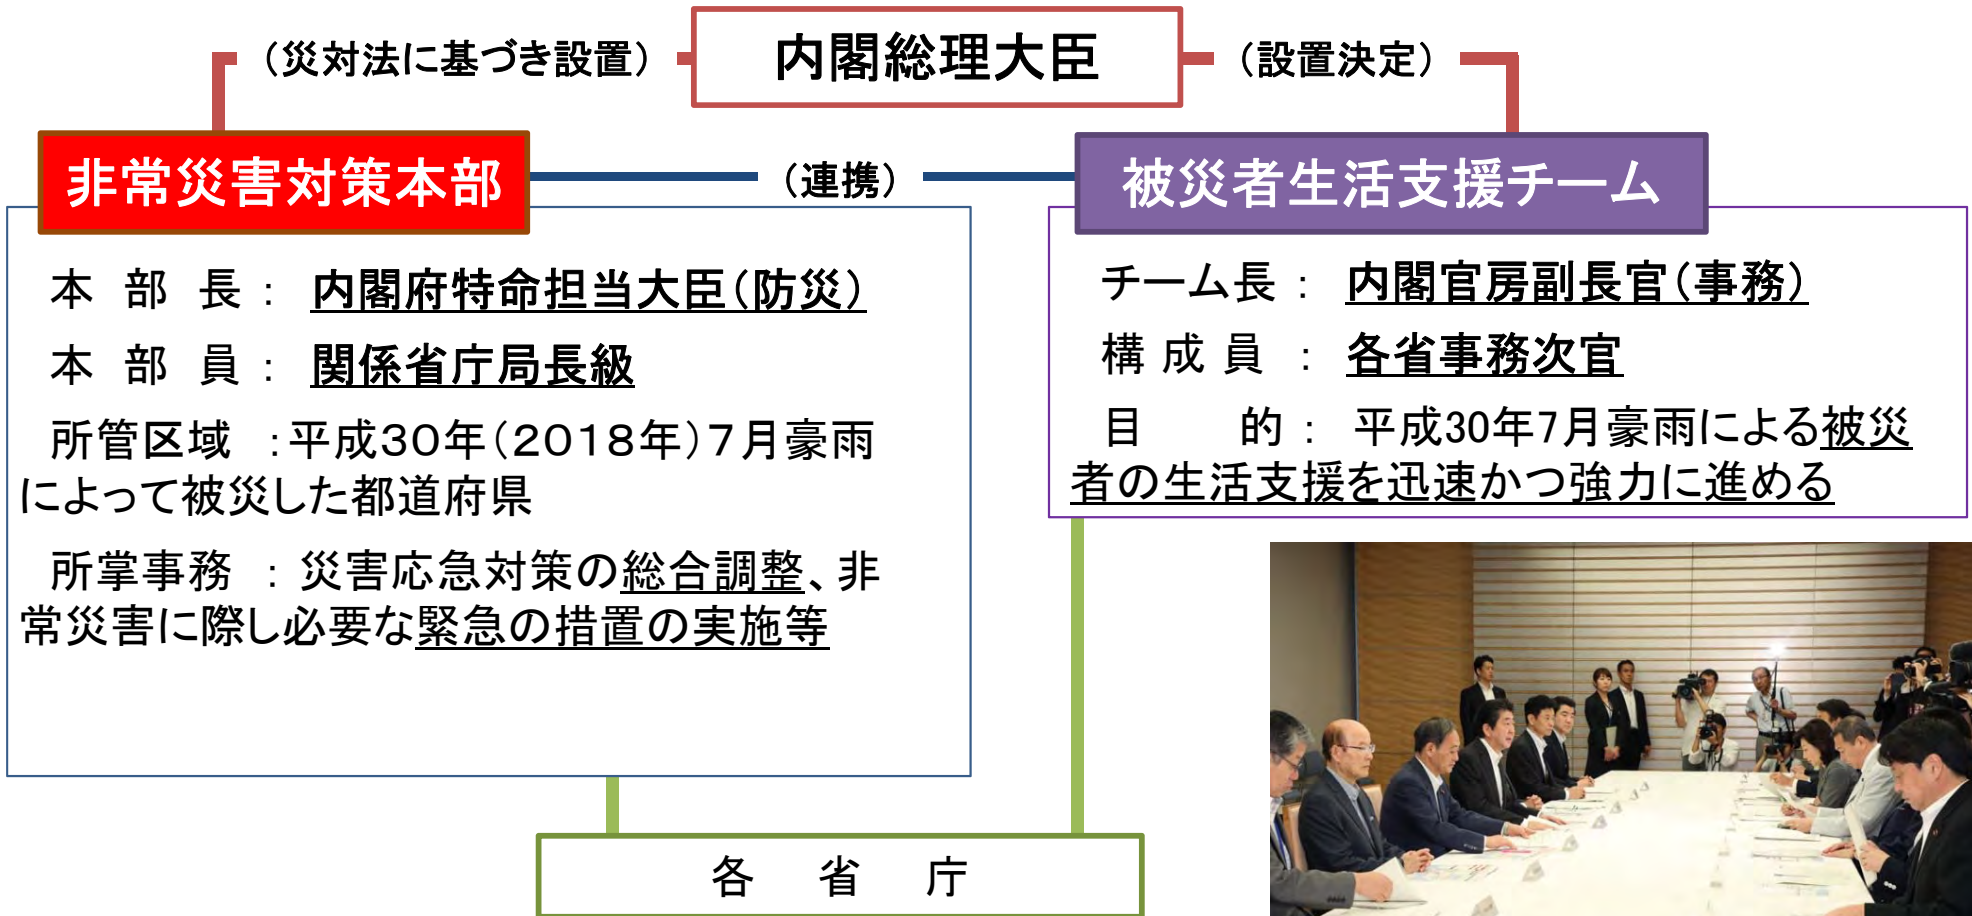 内閣総理大臣
（災対法に基づき設置）
（設置決定）
非常災害対策本部
（連携）
被災者生活支援チーム
本　部　長 ： 内閣府特命担当大臣（防災）
本　部　員 ： 関係省庁局長級
所管区域　：平成３０年（２０１８年）７月豪雨
によって被災した都道府県
所掌事務　： 災害応急対策の総合調整、非
常災害に際し必要な緊急の措置の実施等
チーム長 ： 内閣官房副長官（事務）
構 成 員　： 各省事務次官
目　　的 ： 平成30年7月豪雨による被災
者の生活支援を迅速かつ強力に進める
各　省　庁